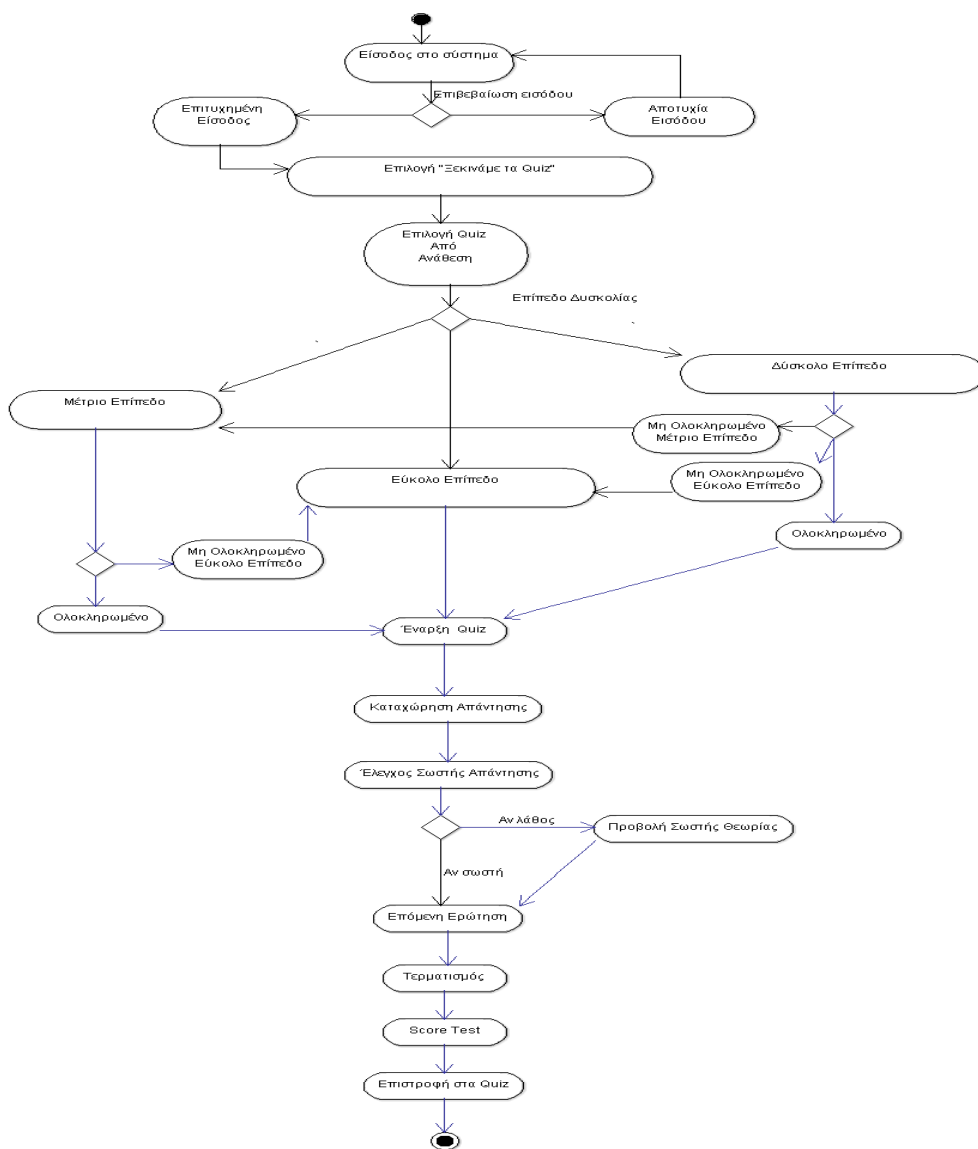 Είσοδος στο σύστημα
Επιβεβαίωση εισόδου
Επιτυχημένη
Είσοδος
Αποτυχία
Εισόδου
Επιλογή "Ξεκινάμε τα Quiz"
Επιλογή Quiz
Από
Ανάθεση
Επίπεδο Δυσκολίας
Δύσκολο Επίπεδο
Μέτριο Επίπεδο
Μη Ολοκληρωμένο
Μέτριο Επίπεδο
Μη Ολοκληρωμένο
Εύκολο Επίπεδο
Εύκολο Επίπεδο
Ολοκληρωμένο
Μη Ολοκληρωμένο
Εύκολο Επίπεδο
Ολοκληρωμένο
Έναρξη Quiz
Καταχώρηση Απάντησης
Έλεγχος Σωστής Απάντησης
Αν λάθος
Προβολή Σωστής Θεωρίας
Αν σωστή
Επόμενη Ερώτηση
Τερματισμός
Score Test
Επιστροφή στα Quiz